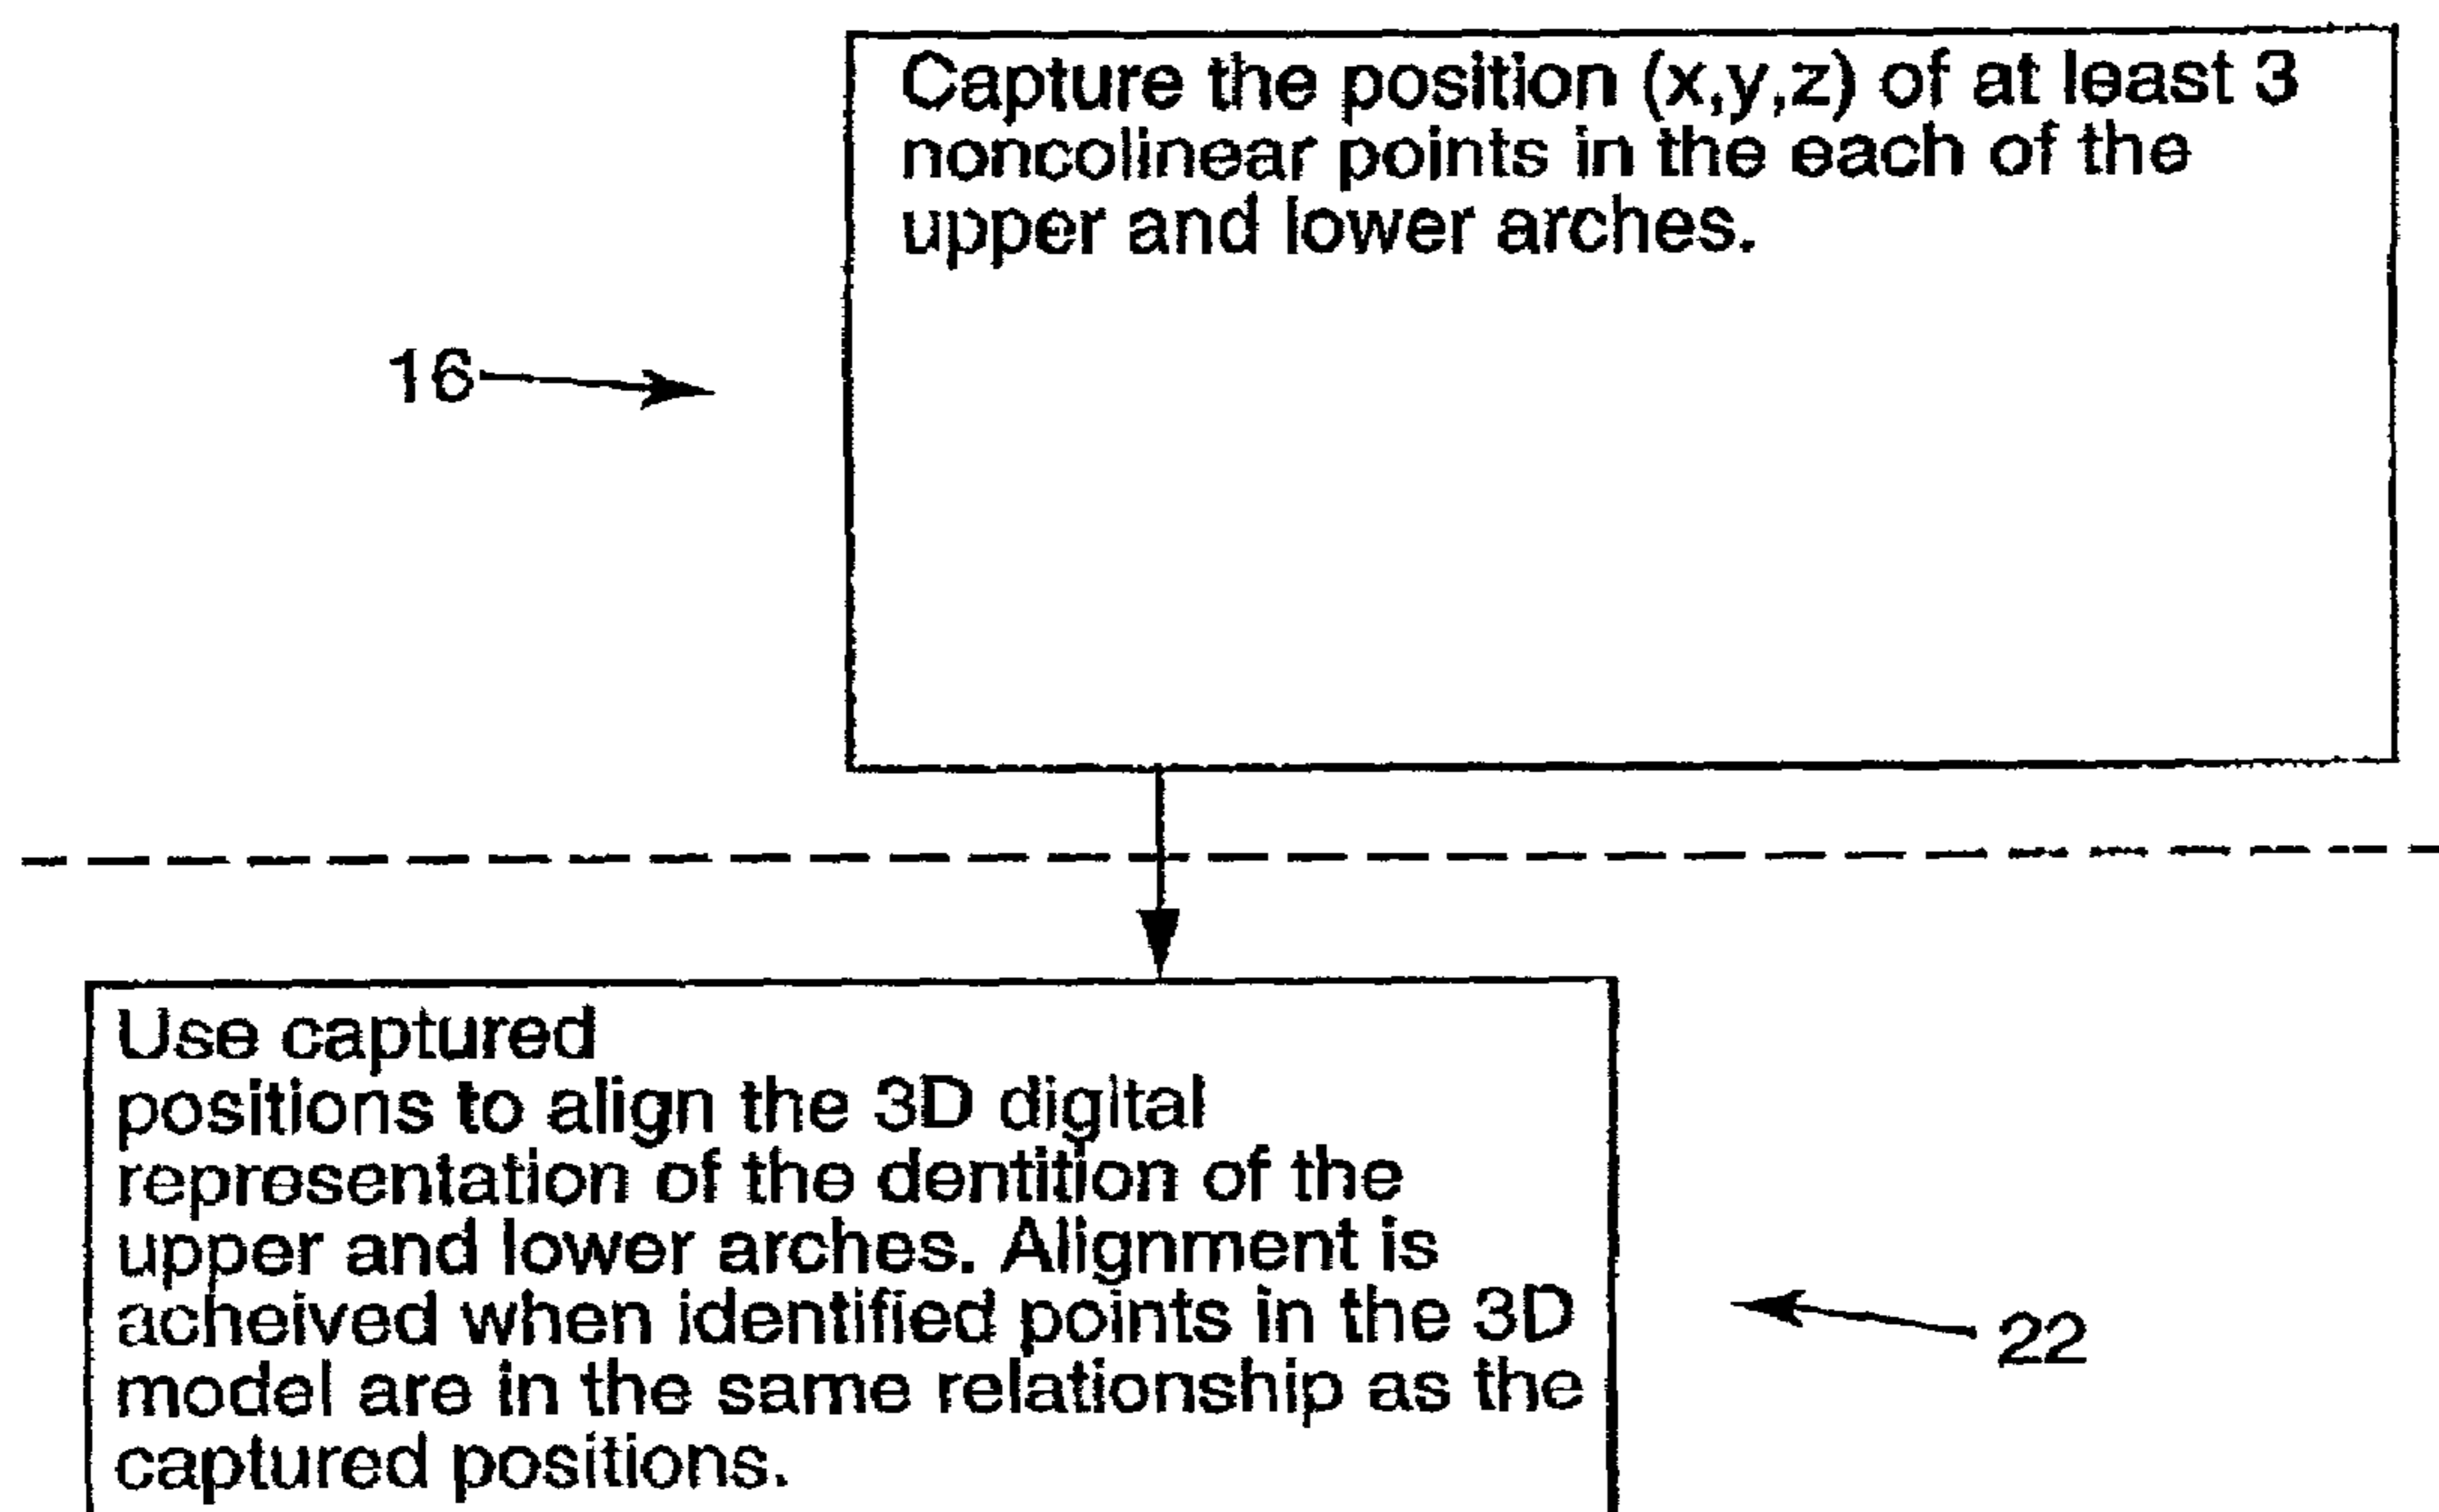 Capture the position (x,y,z) of at least 3
noncolinear points in the each of the
upper and lower arches.
16
Use captured
positions to align the 3D digital
representation of the dentition of the
upper and lower arches. Alignment is
acheived when identified points in the 3D
model are in the same relationship as the
captured positions.
22